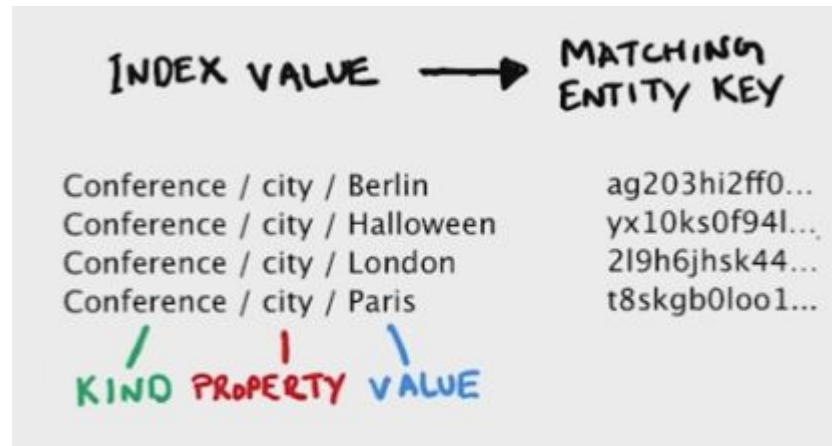 INDEX VALUE → MATCHING ENTITY KEY
Conference / city / Berlin ag203hi2ff0...
Conference / city / Halloween yx10ks0f94l...
Conference / city / London 2l9h6jhsk44...
Conference / city / Paris t8skgb0loo1...
KIND PROPERTY VALUE